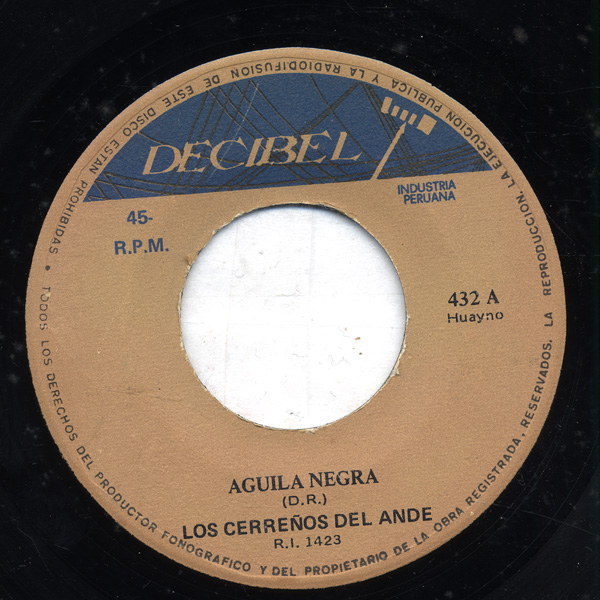 DECIBEL
INDUSTRIA
PERUANA
45-
R.P.M.
432 A
Huayno
AGUILA NEGRA
(D.R.)
LOS CERREÑOS DEL ANDE
R.I. 1423
TODOS LOS DERECHOS DEL PRODUCTOR FONOGRAFICO Y DEL PROPIETARIO DE LA OBRA REGISTRADA, RESERVADOS. LA REPRODUCCION, LA EJECUCION PUBLICA Y LA RADIODIFUSION DE ESTE DISCO ESTAN PROHIBIDAS •